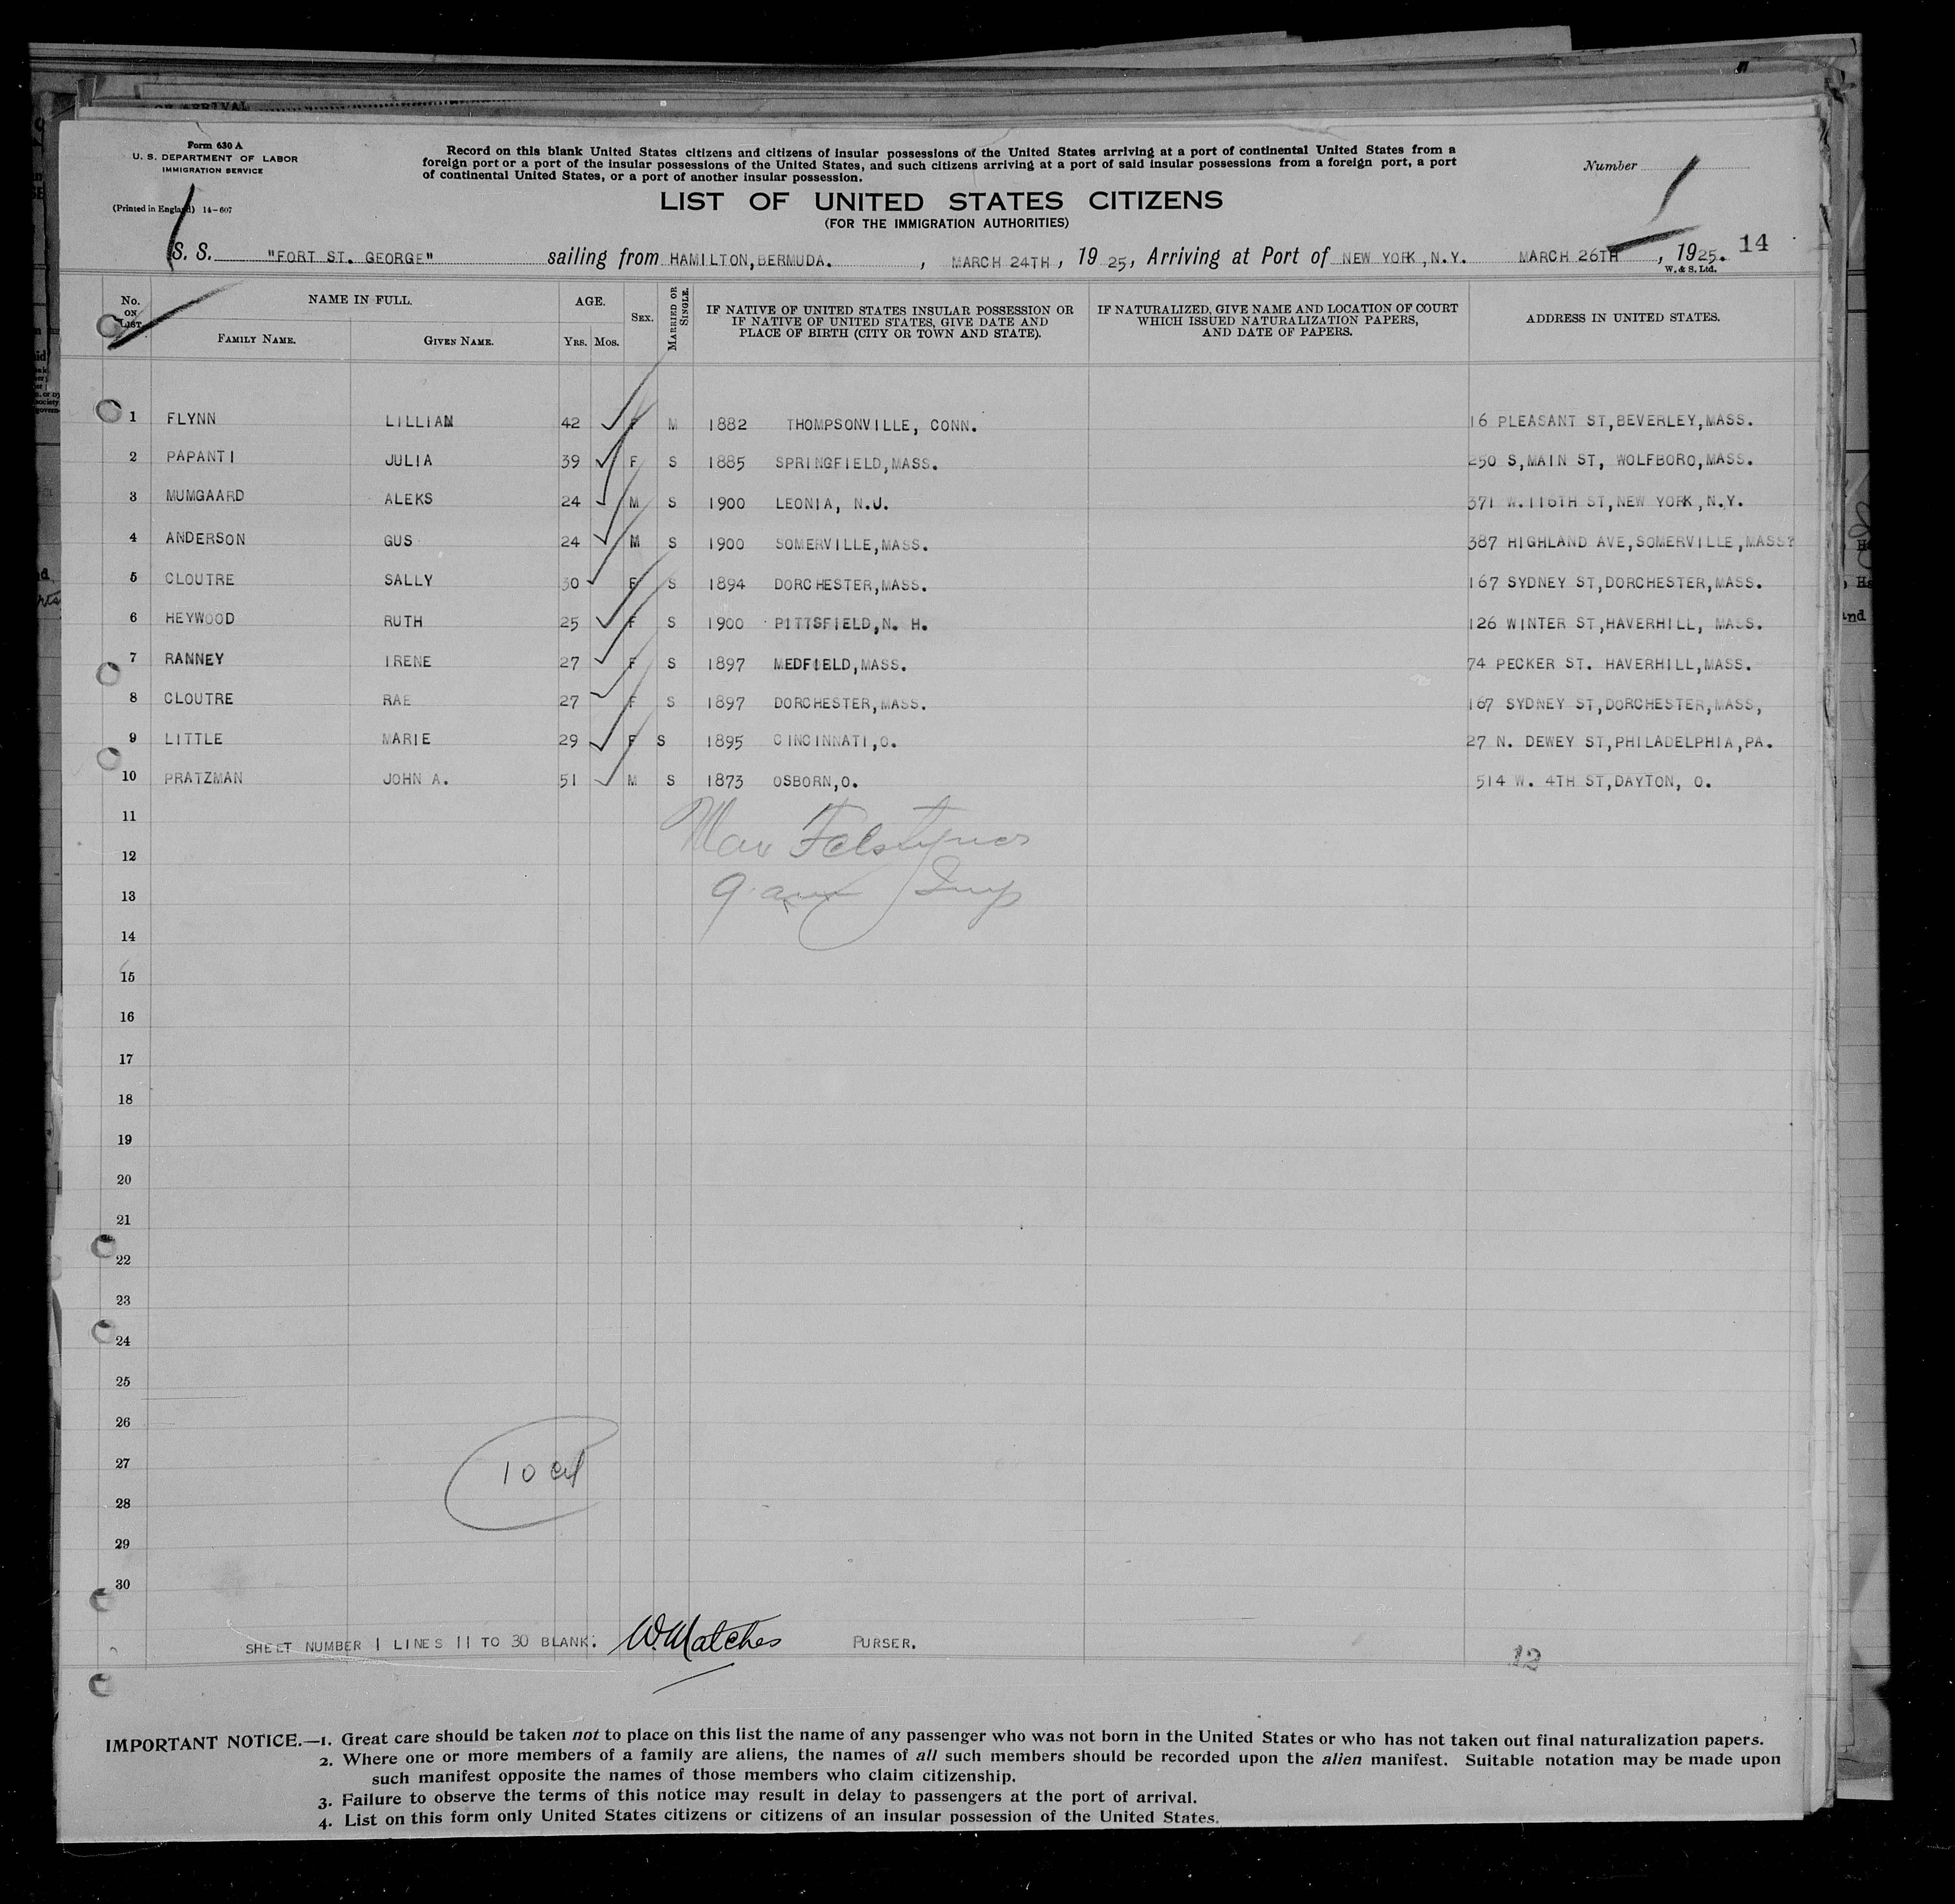 Form 630 A
U. S. DEPARTMENT OF LABOR
IMMIGRATION SERVICE
(Printed in England) 14-607
Record on this blank United States citizens and citizens of insular possessions of the United States arriving at a port of continental United States from a
foreign port or a port of the insular possessions of the United States, and such citizens arriving at a port of said insular possessions from a foreign port, a port
of continental United States, or a port of another insular possession.
Number 1
LIST OF UNITED STATES CITIZENS
(FOR THE IMMIGRATION AUTHORITIES)
S. S. "FORT ST. GEORGE" sailing from HAMILTON, BERMUDA. , MARCH 24TH , 19 25, Arriving at Port of NEW YORK, N.Y. MARCH 26TH , 1925. 14
W. & S. Ltd.
No. ON LIST. NAME IN FULL. AGE. SEX. MARRIED OR SINGLE. IF NATIVE OF UNITED STATES INSULAR POSSESSION OR IF NATIVE OF UNITED STATES, GIVE DATE AND PLACE OF BIRTH (CITY OR TOWN AND STATE). IF NATURALIZED, GIVE NAME AND LOCATION OF COURT WHICH ISSUED NATURALIZATION PAPERS, AND DATE OF PAPERS. ADDRESS IN UNITED STATES.
FAMILY NAME. GIVEN NAME. YRS. MOS.
1 FLYNN LILLIAN 42 F M 1882 THOMPSONVILLE, CONN. 16 PLEASANT ST, BEVERLEY, MASS.
2 PAPANTI JULIA 39 F S 1885 SPRINGFIELD, MASS. 250 S, MAIN ST, WOLFBORO, MASS.
3 MUMGAARD ALEKS 24 M S 1900 LEONIA, N.J. 371 W. 116TH ST, NEW YORK, N.Y.
4 ANDERSON GUS 24 M S 1900 SOMERVILLE, MASS. 387 HIGHLAND AVE, SOMERVILLE, MASS?
5 CLOUTRE SALLY 30 F S 1894 DORCHESTER, MASS. 167 SYDNEY ST, DORCHESTER, MASS.
6 HEYWOOD RUTH 25 F S 1900 PITTSFIELD, N. H. 126 WINTER ST, HAVERHILL, MASS.
7 RANNEY IRENE 27 F S 1897 MEDFIELD, MASS. 74 PECKER ST. HAVERHILL, MASS.
8 CLOUTRE RAE 27 F S 1897 DORCHESTER, MASS. 167 SYDNEY ST, DORCHESTER, MASS,
9 LITTLE MARIE 29 F S 1895 CINCINNATI, O. 27 N. DEWEY ST, PHILADELPHIA, PA.
10 PRATZMAN JOHN A. 51 M S 1873 OSBORN, O. 514 W. 4TH ST, DAYTON, O.
11
12
13
14
15
16
17
18
19
20
21
22
23
24
25
26
27
28
29
30
10
SHEET NUMBER 1 LINES 11 TO 30 BLANK. W. Matches PURSER.
12
IMPORTANT NOTICE.—1. Great care should be taken not to place on this list the name of any passenger who was not born in the United States or who has not taken out final naturalization papers.
2. Where one or more members of a family are aliens, the names of all such members should be recorded upon the alien manifest. Suitable notation may be made upon
such manifest opposite the names of those members who claim citizenship.
3. Failure to observe the terms of this notice may result in delay to passengers at the port of arrival.
4. List on this form only United States citizens or citizens of an insular possession of the United States.